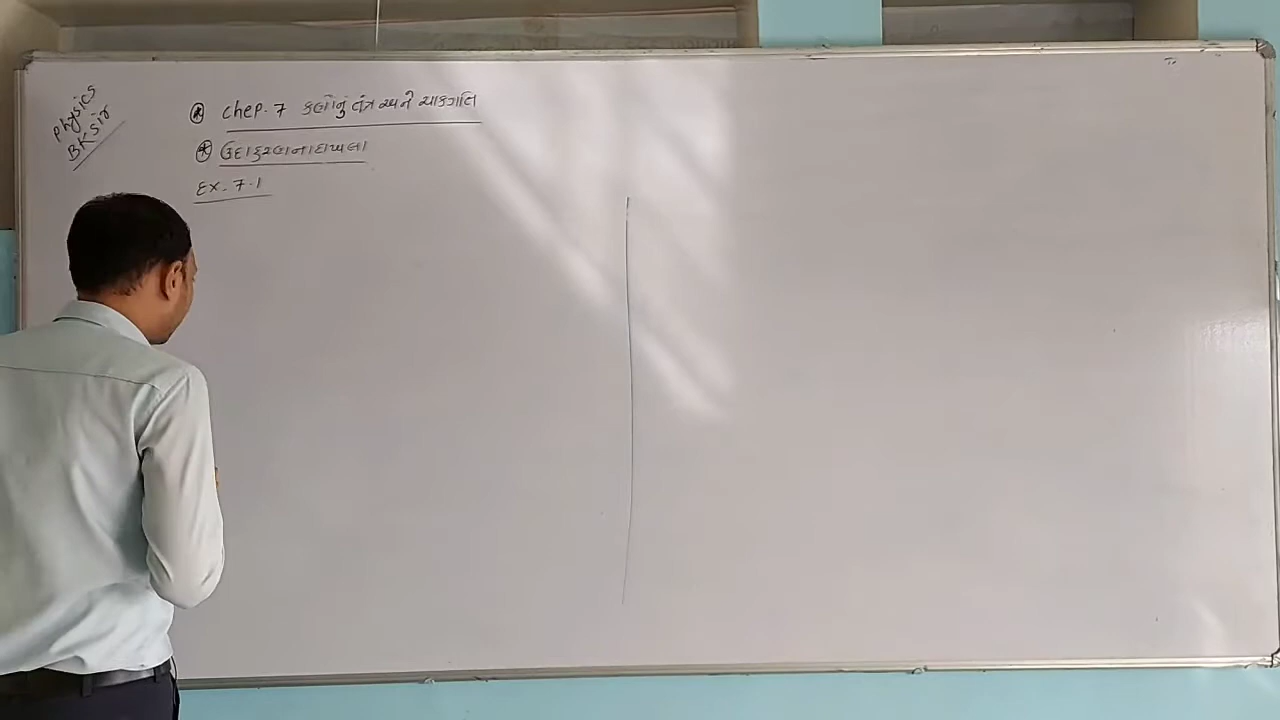 Physics
BK Sir
Chep. 7 કણોનું તંત્ર અને ચાકગતિ
ઉદાહરણના દાખલા
Ex. 7.1